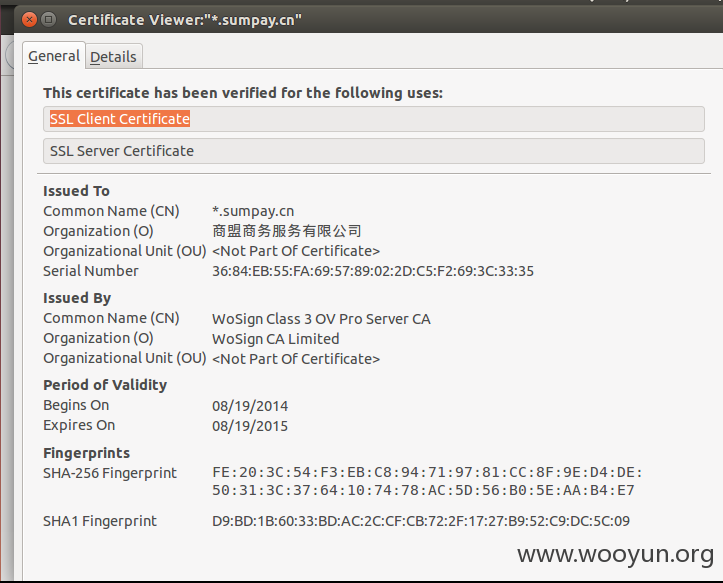 Certificate Viewer:"*.sumpay.cn"
General Details
This certificate has been verified for the following uses:
SSL Client Certificate
SSL Server Certificate
Issued To
Common Name (CN) *.sumpay.cn
Organization (O) 商盟商务服务有限公司
Organizational Unit (OU) <Not Part Of Certificate>
Serial Number 36:84:EB:55:FA:69:57:89:02:2D:C5:F2:69:3C:33:35
Issued By
Common Name (CN) WoSign Class 3 OV Pro Server CA
Organization (O) WoSign CA Limited
Organizational Unit (OU) <Not Part Of Certificate>
Period of Validity
Begins On 08/19/2014
Expires On 08/19/2015
Fingerprints
SHA-256 Fingerprint FE:20:3C:54:F3:EB:C8:94:71:97:81:CC:8F:9E:D4:DE:
50:31:3C:37:64:10:74:78:AC:5D:56:B0:5E:AA:B4:E7
SHA1 Fingerprint D9:BD:1B:60:33:BD:AC:2C:CF:CB:72:2F:17:27:B9:52:C9:DC:5C:09
www.wooyun.org